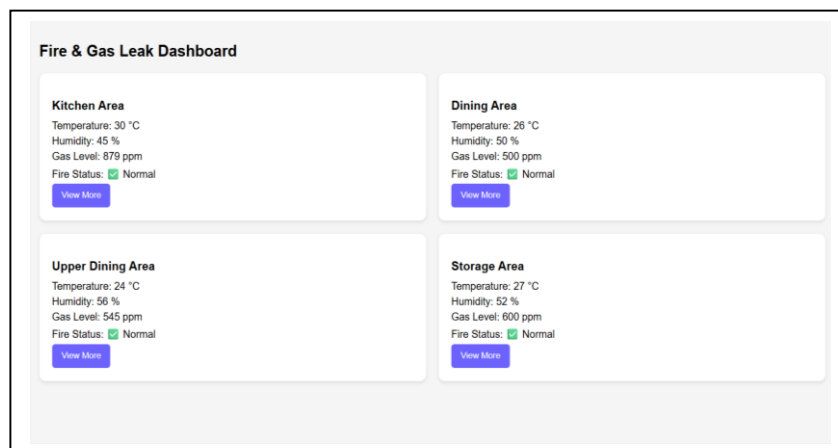 Fire & Gas Leak Dashboard
Kitchen Area
Temperature: 30 °C
Humidity: 45 %
Gas Level: 879 ppm
Fire Status: ✅ Normal
View More
Dining Area
Temperature: 26 °C
Humidity: 50 %
Gas Level: 500 ppm
Fire Status: ✅ Normal
View More
Upper Dining Area
Temperature: 24 °C
Humidity: 56 %
Gas Level: 545 ppm
Fire Status: ✅ Normal
View More
Storage Area
Temperature: 27 °C
Humidity: 52 %
Gas Level: 600 ppm
Fire Status: ✅ Normal
View More